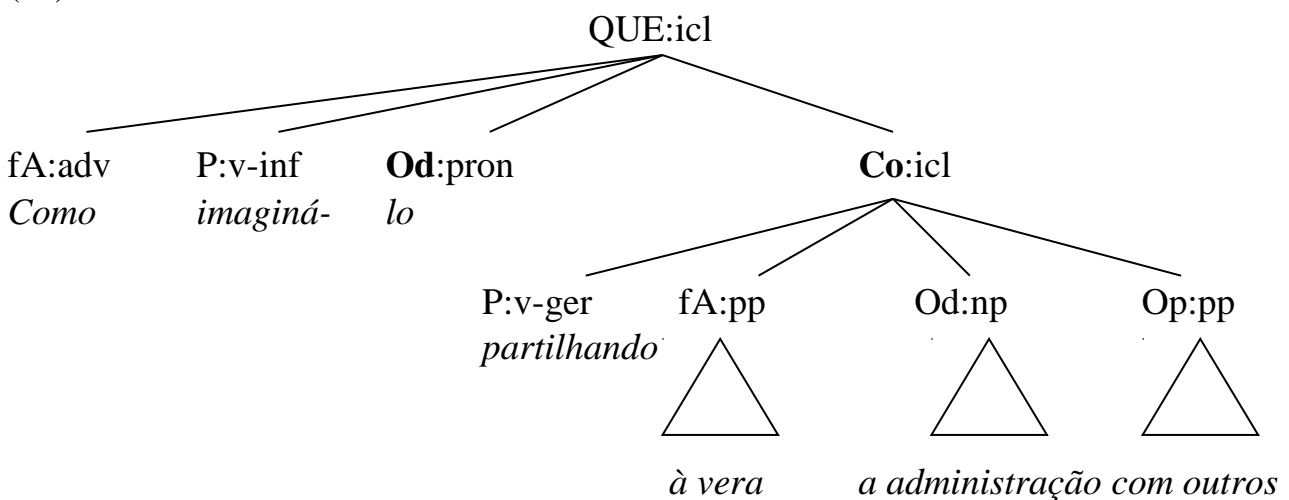 QUE:icl
fA:adv P:v-inf Od:pron Co:icl
Como imaginá- lo
P:v-ger fA:pp Od:np Op:pp
partilhando
à vera a administração com outros